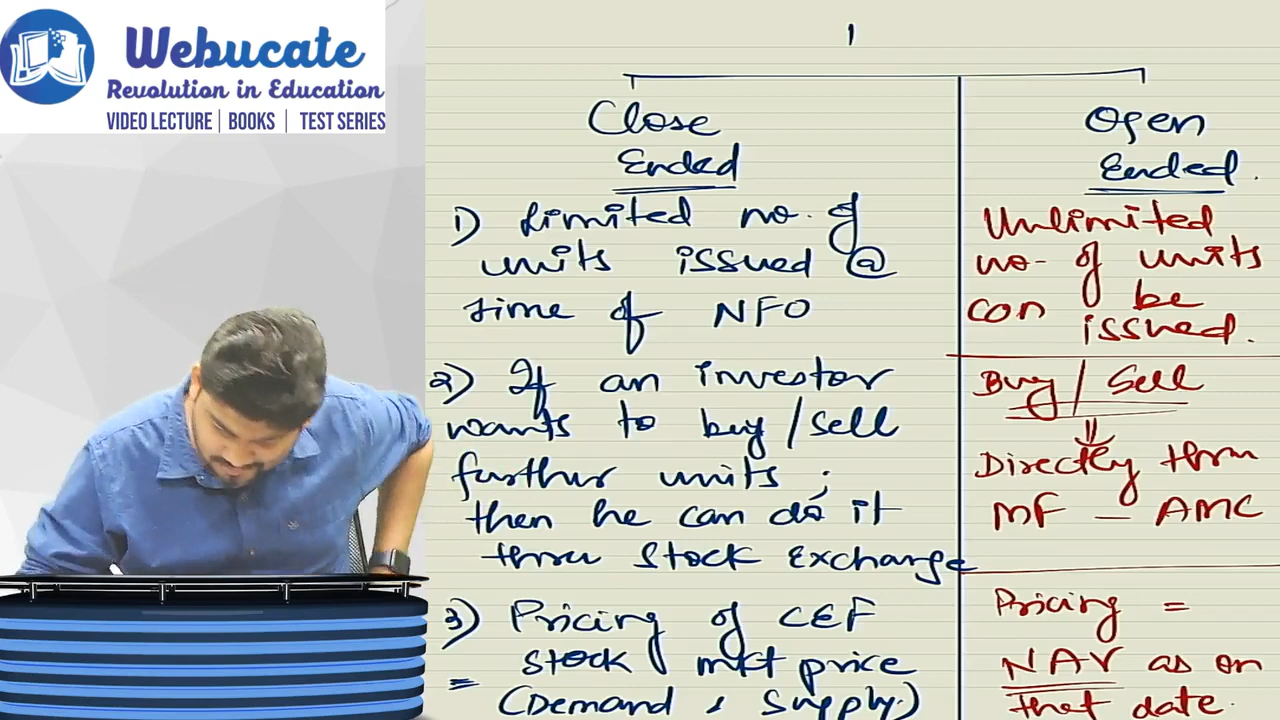 Webucate
Revolution in Education
VIDEO LECTURE | BOOKS | TEST SERIES
Close
Ended
1) Limited no. of
units issued @
time of NFO
2) If an investor
wants to buy / sell
further units ;
then he can do it
thru Stock Exchange
3) Pricing of CEF
= stock mkt price
(Demand & Supply.)
Open
Ended.
Unlimited
no. of units
can be
issued.
Buy / Sell
⇓
Directly thru
MF - AMC
Pricing =
NAV as on
that date.